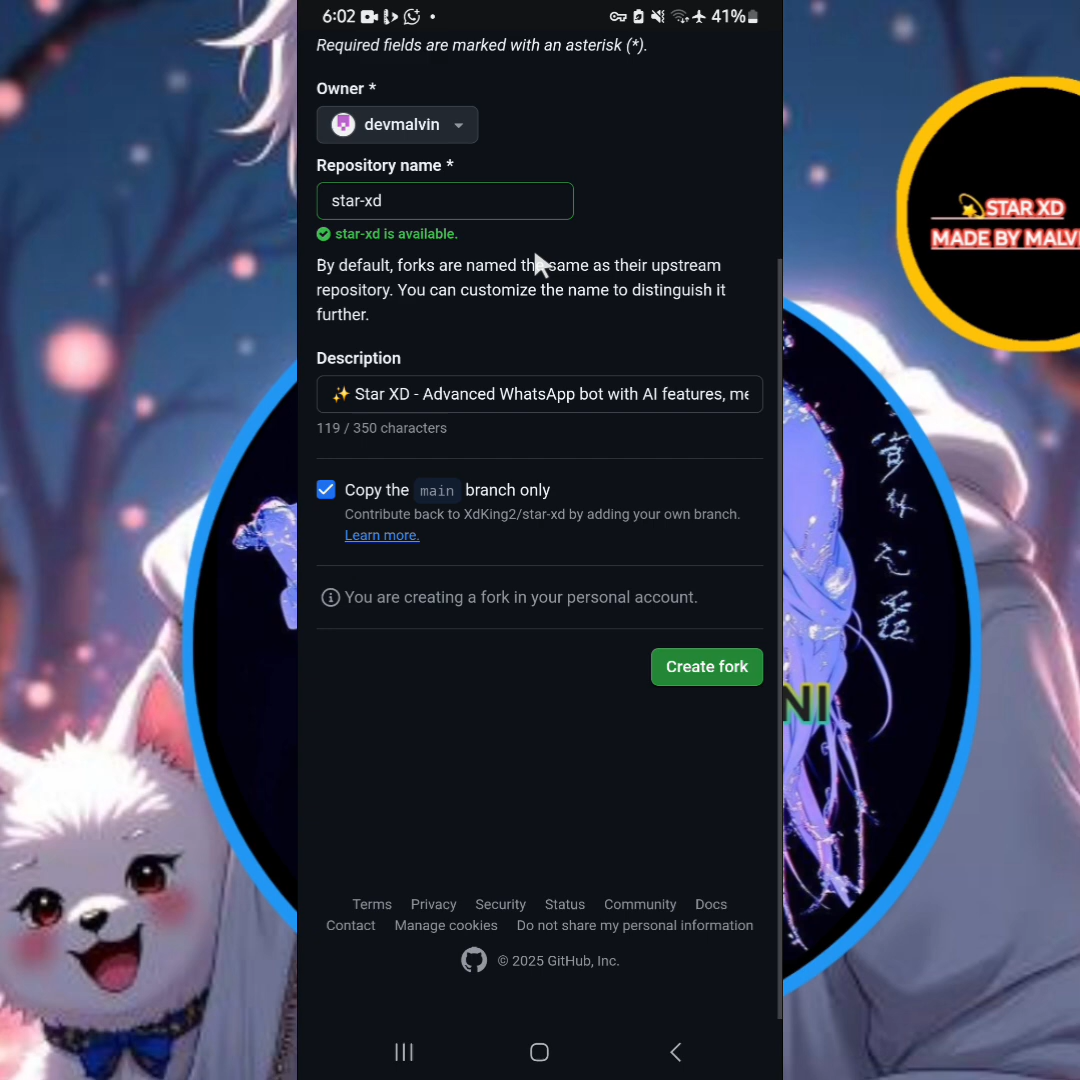 6:02
41%
Required fields are marked with an asterisk (*).
Owner *
devmalvin
Repository name *
star-xd
star-xd is available.
By default, forks are named the same as their upstream
repository. You can customize the name to distinguish it
further.
Description
✨ Star XD - Advanced WhatsApp bot with AI features, me
119 / 350 characters
Copy the main branch only
Contribute back to XdKing2/star-xd by adding your own branch.
Learn more.
You are creating a fork in your personal account.
Create fork
Terms Privacy Security Status Community Docs
Contact Manage cookies Do not share my personal information
© 2025 GitHub, Inc.
💫STAR XD
MADE BY MALVI
NI